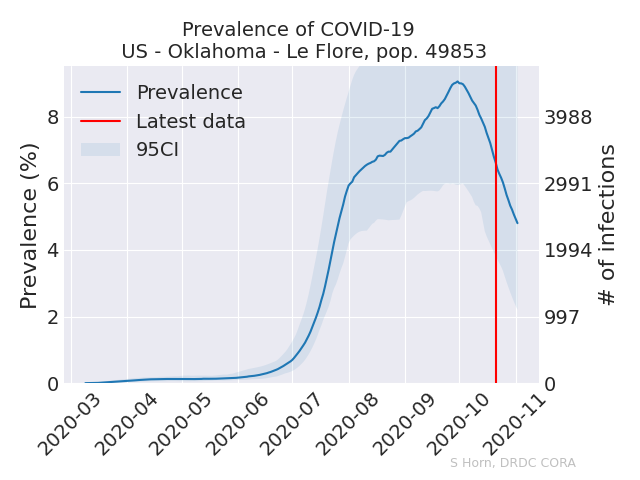 Prevalence of COVID-19
US - Oklahoma - Le Flore, pop. 49853
Prevalence
Latest data
95CI
Prevalence (%)
8
6
4
2
0
3988
2991
1994
997
0
# of infections
2020-03
2020-04
2020-05
2020-06
2020-07
2020-08
2020-09
2020-10
2020-11
S Horn, DRDC CORA